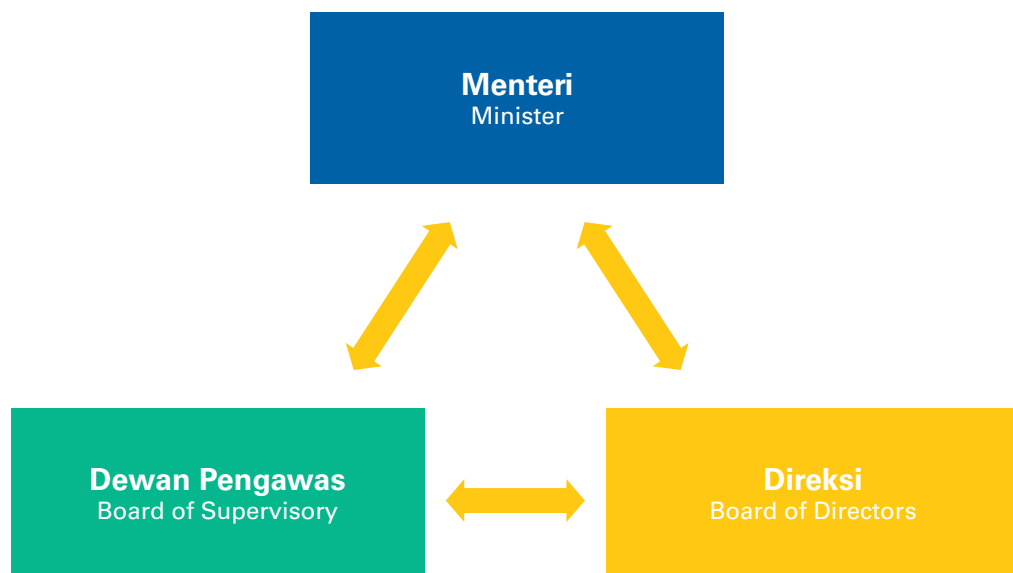 Menteri
Minister
Dewan Pengawas
Board of Supervisory
Direksi
Board of Directors